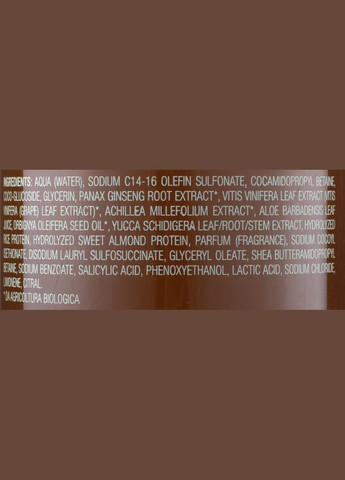 INGREDIENTS: AQUA (WATER), SODIUM C14-16 OLEFIN SULFONATE, COCAMIDOPROPYL BETAINE,
COCO-GLUCOSIDE, GLYCERIN, PANAX GINSENG ROOT EXTRACT*, VITIS VINIFERA LEAF EXTRACT (VITIS
VINIFERA (GRAPE) LEAF EXTRACT)*, ACHILLEA MILLEFOLIUM EXTRACT*, ALOE BARBADENSIS LEAF
JUICE, ORBIGNYA OLEIFERA SEED OIL*, YUCCA SCHIDIGERA LEAF/ROOT/STEM EXTRACT, HYDROLYZED
RICE PROTEIN, HYDROLYZED SWEET ALMOND PROTEIN, PARFUM (FRAGRANCE), SODIUM COCOYL
ISETHIONATE, DISODIUM LAURYL SULFOSUCCINATE, GLYCERYL OLEATE, SHEA BUTTERAMIDOPROPYL
BETAINE, SODIUM BENZOATE, SALICYLIC ACID, PHENOXYETHANOL, LACTIC ACID, SODIUM CHLORIDE,
LIMONENE, CITRAL.
*DA AGRICOLTURA BIOLOGICA